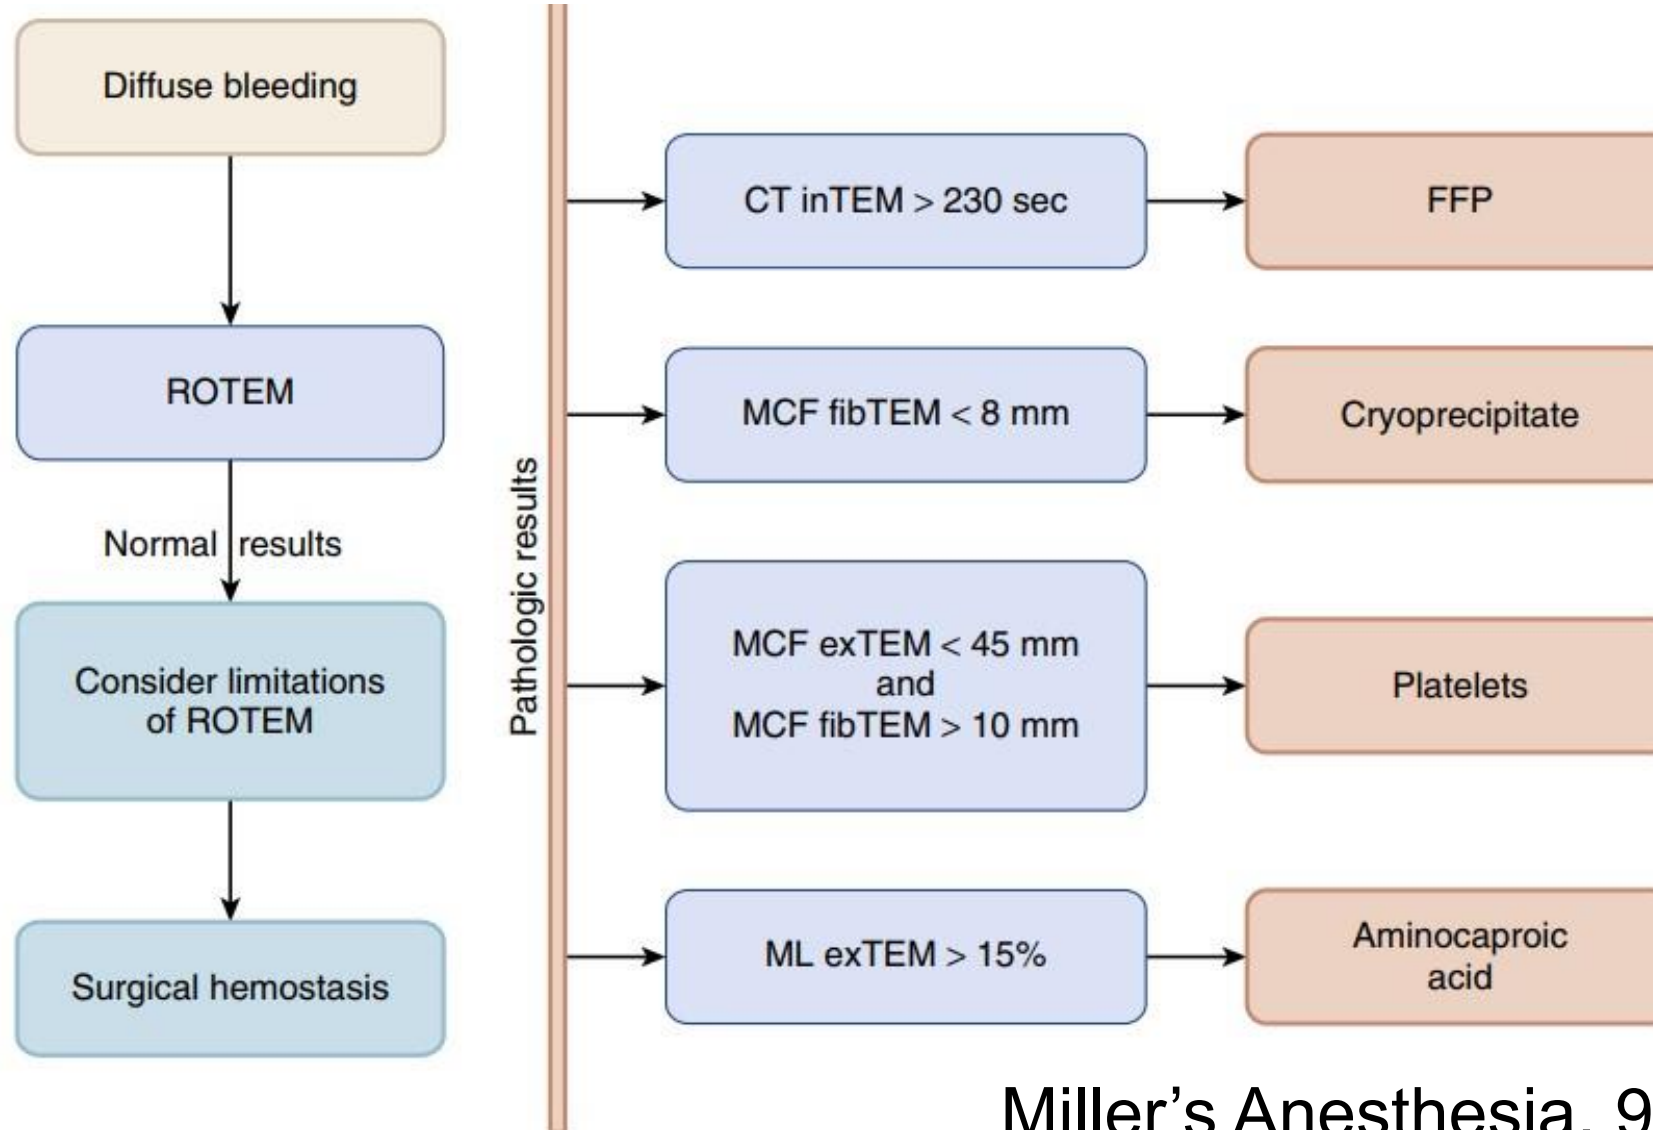 Diffuse bleeding
ROTEM
Normal results
Consider limitations
of ROTEM
Surgical hemostasis
Pathologic results
CT inTEM > 230 sec
FFP
MCF fibTEM < 8 mm
Cryoprecipitate
MCF exTEM < 45 mm
and
MCF fibTEM > 10 mm
Platelets
ML exTEM > 15%
Aminocaproic
acid
Miller's Anesthesia, 9